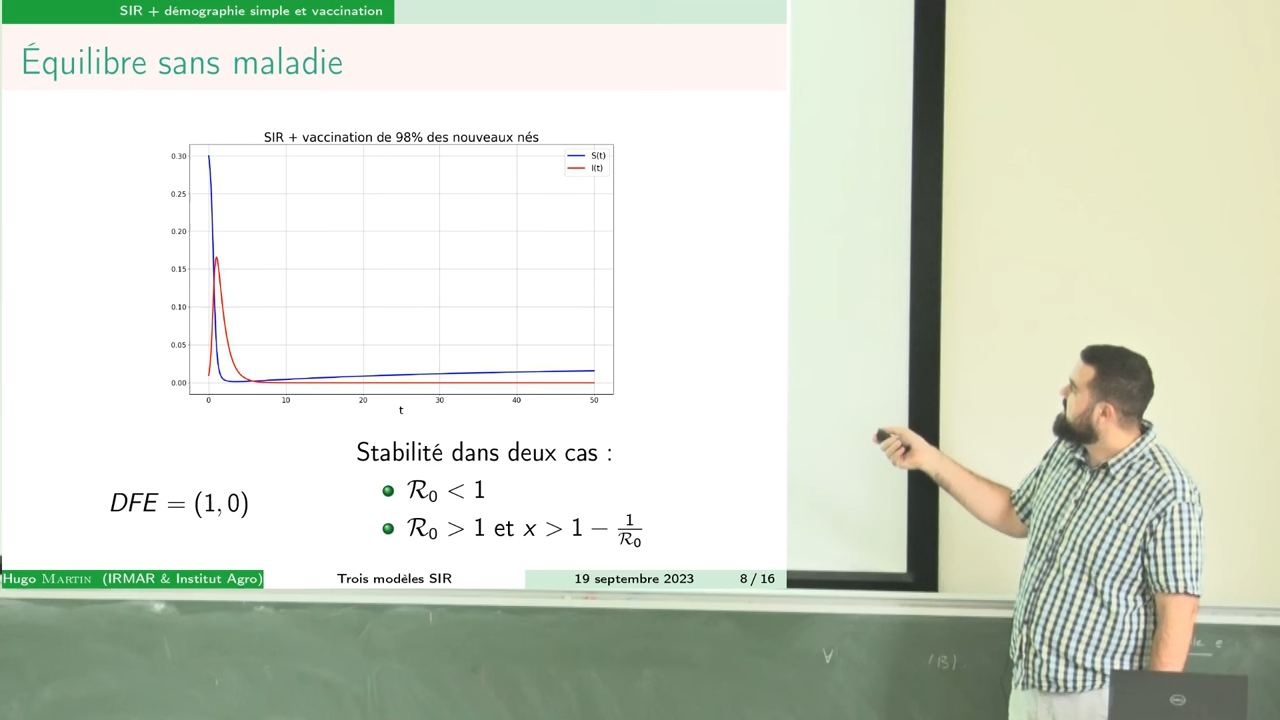 SIR + démographie simple et vaccination
Équilibre sans maladie
SIR + vaccination de 98% des nouveaux nés
S(t)
I(t)
0.30
0.25
0.20
0.15
0.10
0.05
0.00
0 10 20 30 40 50
t
Stabilité dans deux cas :
R₀ < 1
DFE = (1, 0)
R₀ > 1 et x > 1 − 1/R₀
Hugo Martin (IRMAR & Institut Agro) Trois modèles SIR 19 septembre 2023 8 / 16
∀ (B).
DELL